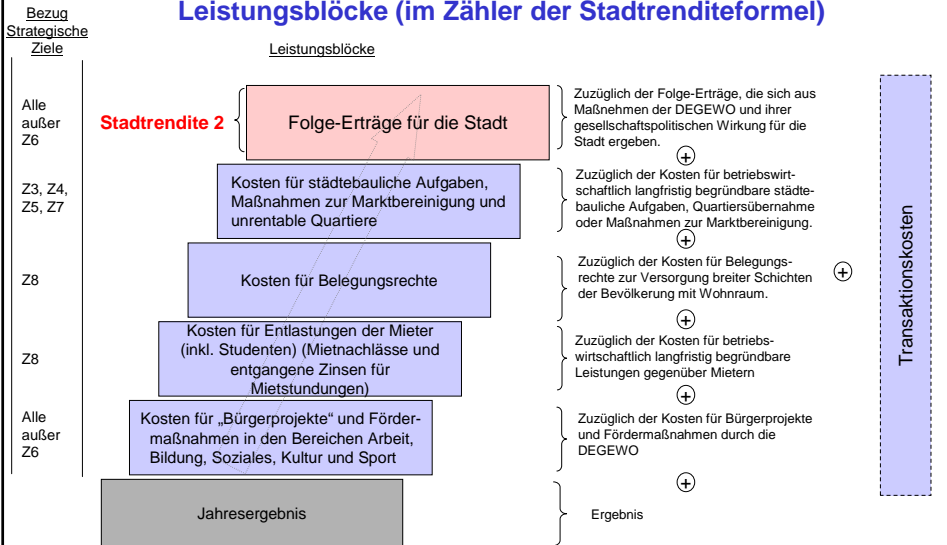 Leistungsblöcke (im Zähler der Stadtrenditeformel)
Bezug
Strategische
Ziele
Leistungsblöcke
Alle
außer
Z6
Stadtrendite 2
Folge-Erträge für die Stadt
Zuzüglich der Folge-Erträge, die sich aus
Maßnehmen der DEGEWO und ihrer
gesellschaftspolitischen Wirkung für die
Stadt ergeben.
+
Z3, Z4,
Z5, Z7
Kosten für städtebauliche Aufgaben,
Maßnahmen zur Marktbereinigung und
unrentable Quartiere
Zuzüglich der Kosten für betriebswirt-
schaftlich langfristig begründbare städte-
bauliche Aufgaben, Quartiersübernahme
oder Maßnahmen zur Marktbereinigung.
+
Z8
Kosten für Belegungsrechte
Zuzüglich der Kosten für Belegungs-
rechte zur Versorgung breiter Schichten
der Bevölkerung mit Wohnraum.
+
+
Z8
Kosten für Entlastungen der Mieter
(inkl. Studenten) (Mietnachlässe und
entgangene Zinsen für
Mietstundungen)
Zuzüglich der Kosten für betriebs-
wirtschaftlich langfristig begründbare
Leistungen gegenüber Mietern
+
Alle
außer
Z6
Kosten für „Bürgerprojekte“ und Förder-
maßnahmen in den Bereichen Arbeit,
Bildung, Soziales, Kultur und Sport
Zuzüglich der Kosten für Bürgerprojekte
und Fördermaßnahmen durch die
DEGEWO
+
Jahresergebnis
Ergebnis
Transaktionskosten